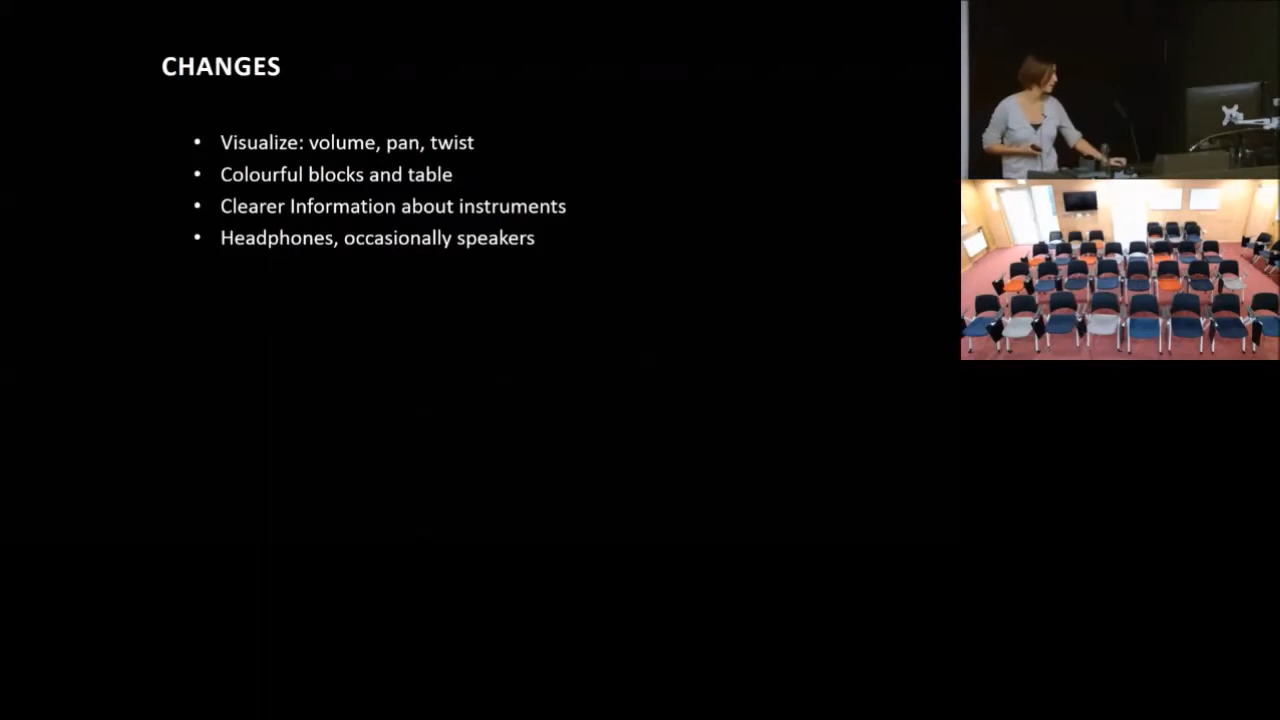 CHANGES
• Visualize: volume, pan, twist
• Colourful blocks and table
• Clearer Information about instruments
• Headphones, occasionally speakers